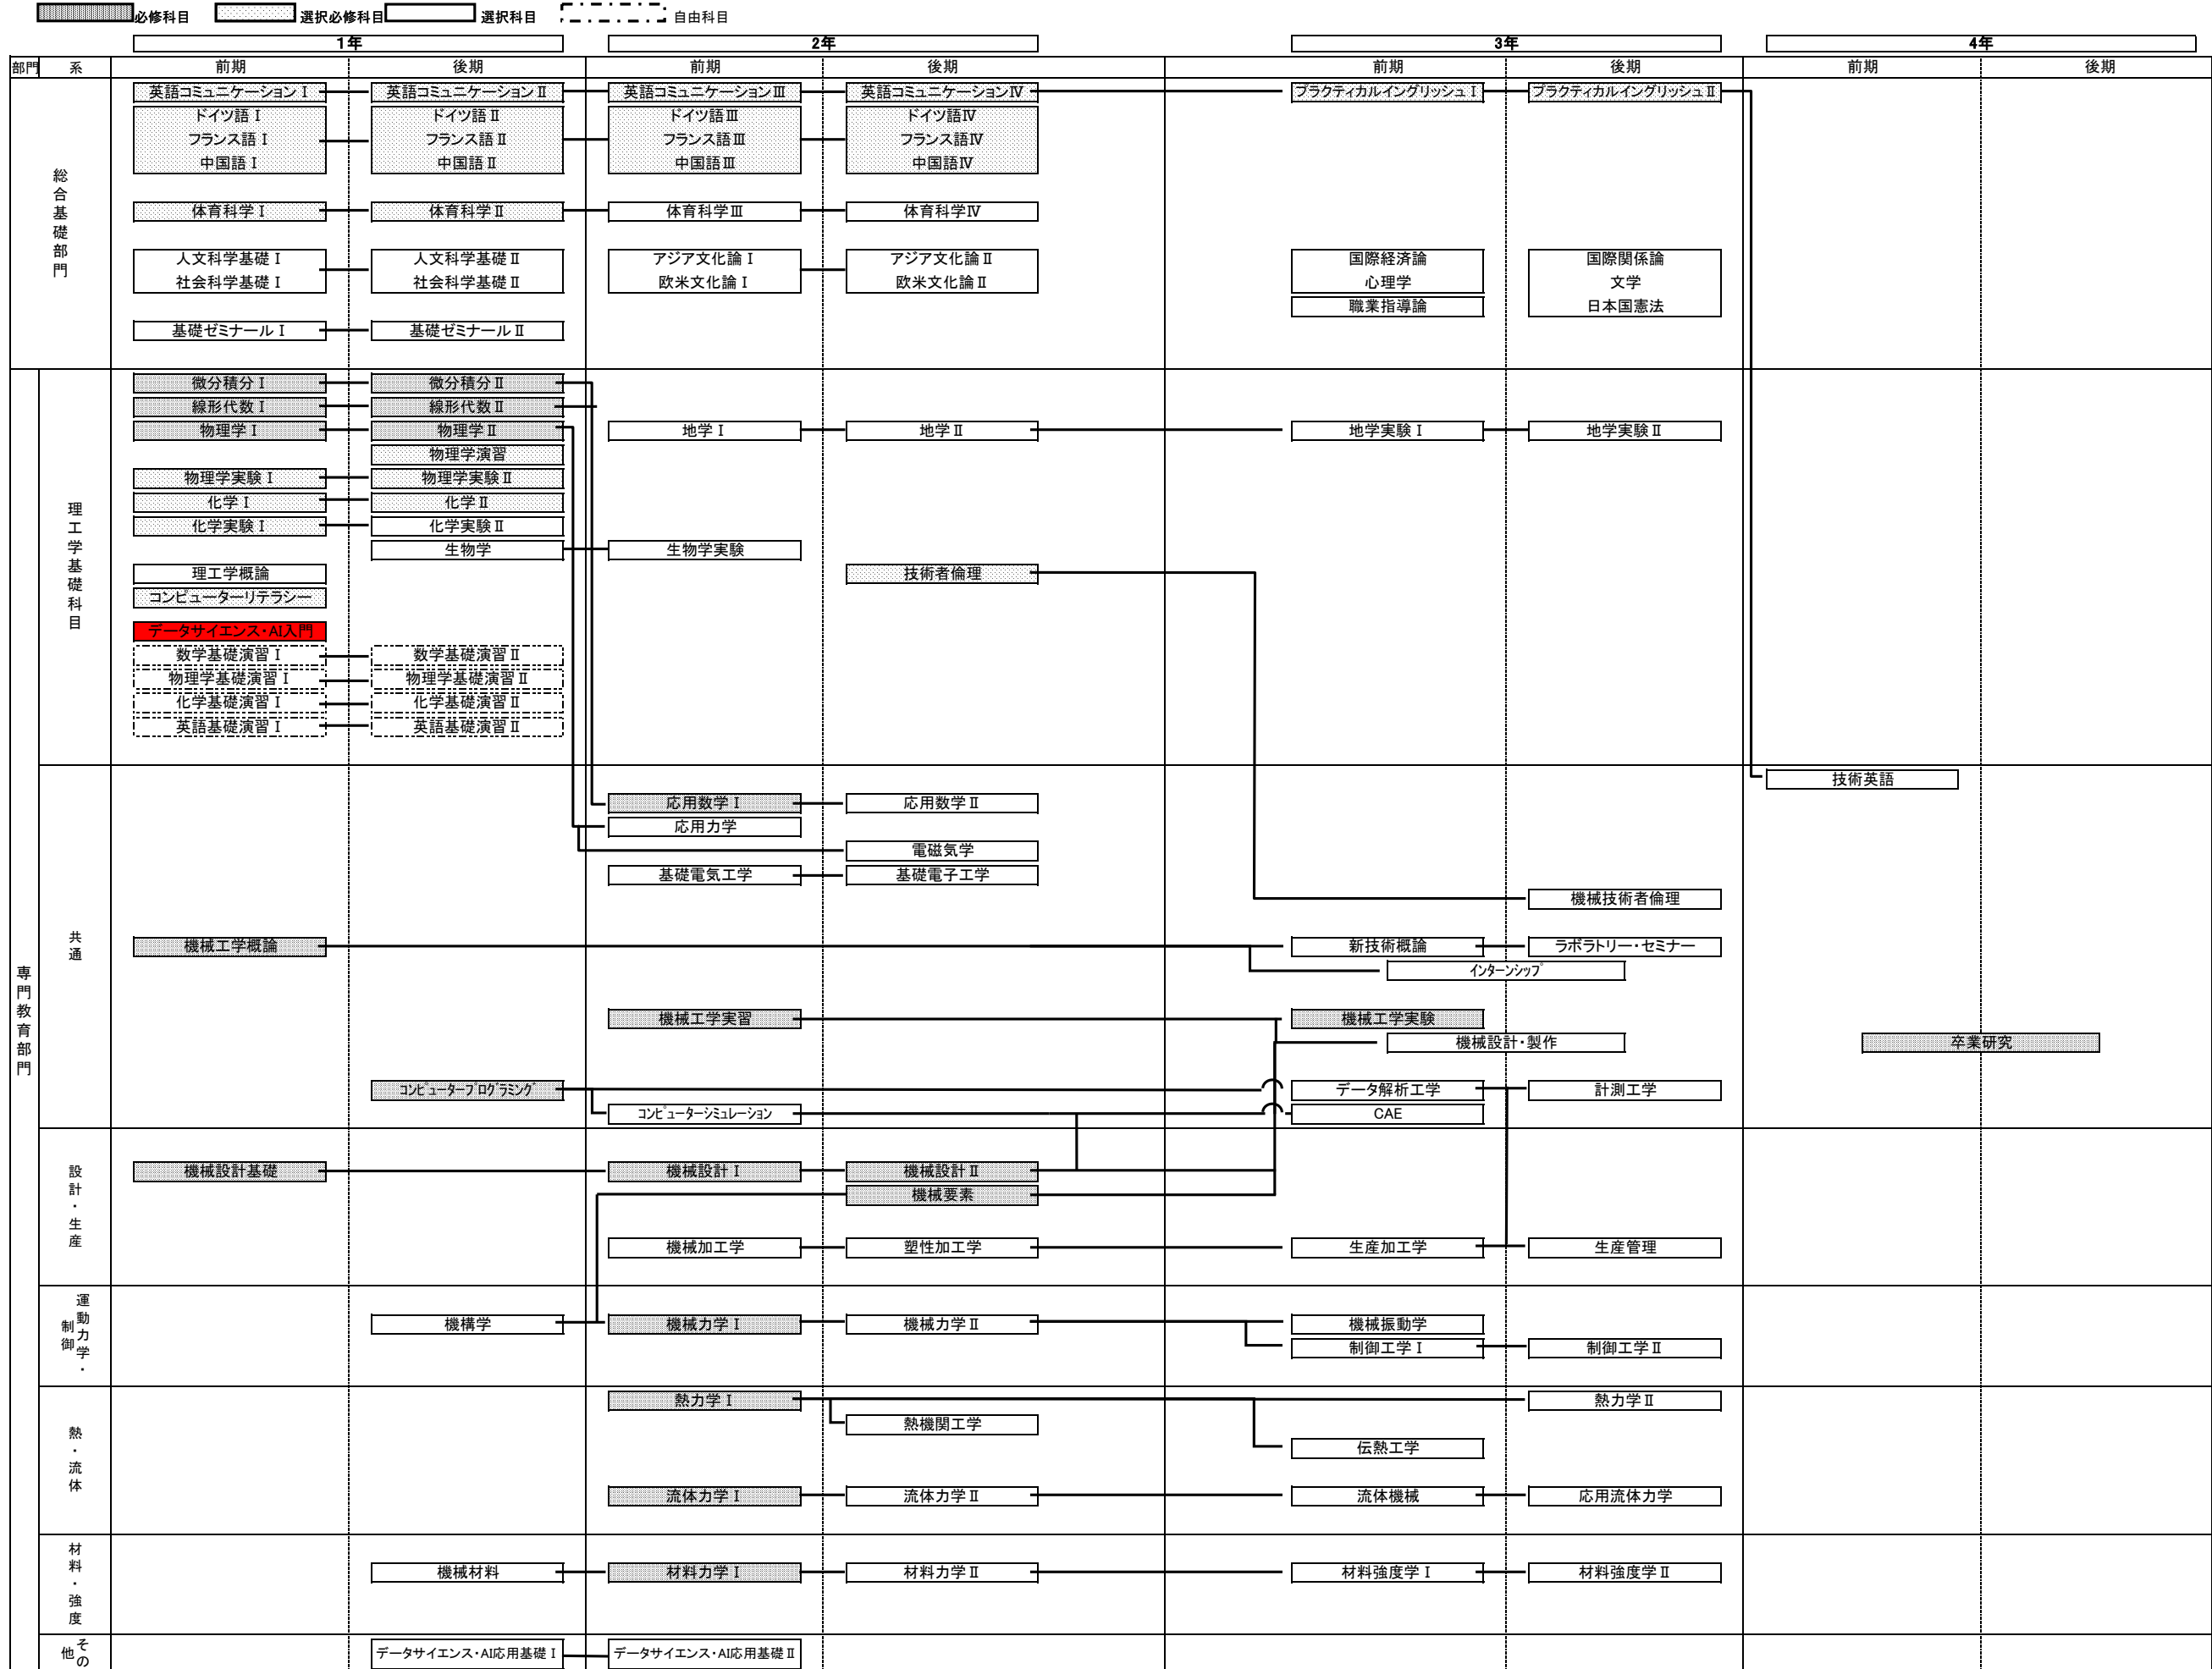 必修科目 選択必修科目 選択科目 自由科目
1年 2年 3年 4年
部門 系 前期 後期 前期 後期 前期 後期 前期 後期
総合基礎部門
英語コミュニケーションⅠ 英語コミュニケーションⅡ 英語コミュニケーションⅢ 英語コミュニケーションⅣ プラクティカルイングリッシュⅠ プラクティカルイングリッシュⅡ
ドイツ語Ⅰ ドイツ語Ⅱ ドイツ語Ⅲ ドイツ語Ⅳ
フランス語Ⅰ フランス語Ⅱ フランス語Ⅲ フランス語Ⅳ
中国語Ⅰ 中国語Ⅱ 中国語Ⅲ 中国語Ⅳ
体育科学Ⅰ 体育科学Ⅱ 体育科学Ⅲ 体育科学Ⅳ
人文科学基礎Ⅰ 人文科学基礎Ⅱ アジア文化論Ⅰ アジア文化論Ⅱ 国際経済論 国際関係論
社会科学基礎Ⅰ 社会科学基礎Ⅱ 欧米文化論Ⅰ 欧米文化論Ⅱ 心理学 文学
職業指導論 日本国憲法
基礎ゼミナールⅠ 基礎ゼミナールⅡ
専門教育部門
理工学基礎科目
微分積分Ⅰ 微分積分Ⅱ
線形代数Ⅰ 線形代数Ⅱ
物理学Ⅰ 物理学Ⅱ 地学Ⅰ 地学Ⅱ 地学実験Ⅰ 地学実験Ⅱ
物理学演習
物理学実験Ⅰ 物理学実験Ⅱ
化学Ⅰ 化学Ⅱ
化学実験Ⅰ 化学実験Ⅱ
生物学 生物学実験
理工学概論 技術者倫理
コンピューターリテラシー
データサイエンス・AI入門
数学基礎演習Ⅰ 数学基礎演習Ⅱ
物理学基礎演習Ⅰ 物理学基礎演習Ⅱ
化学基礎演習Ⅰ 化学基礎演習Ⅱ
英語基礎演習Ⅰ 英語基礎演習Ⅱ
共通
技術英語
応用数学Ⅰ 応用数学Ⅱ
応用力学
電磁気学
基礎電気工学 基礎電子工学
機械技術者倫理
機械工学概論 新技術概論 ラボラトリー・セミナー
インターンシップ
機械工学実習 機械工学実験
機械設計・製作 卒業研究
コンピュータープログラミング データ解析工学 計測工学
コンピューターシミュレーション CAE
設計・生産
機械設計基礎 機械設計Ⅰ 機械設計Ⅱ
機械要素
機械加工学 塑性加工学 生産加工学 生産管理
運動力学・制御
機構学 機械力学Ⅰ 機械力学Ⅱ 機械振動学
制御工学Ⅰ 制御工学Ⅱ
熱・流体
熱力学Ⅰ 熱力学Ⅱ
熱機関工学
伝熱工学
流体力学Ⅰ 流体力学Ⅱ 流体機械 応用流体力学
材料・強度
機械材料 材料力学Ⅰ 材料力学Ⅱ 材料強度学Ⅰ 材料強度学Ⅱ
その他
データサイエンス・AI応用基礎Ⅰ データサイエンス・AI応用基礎Ⅱ